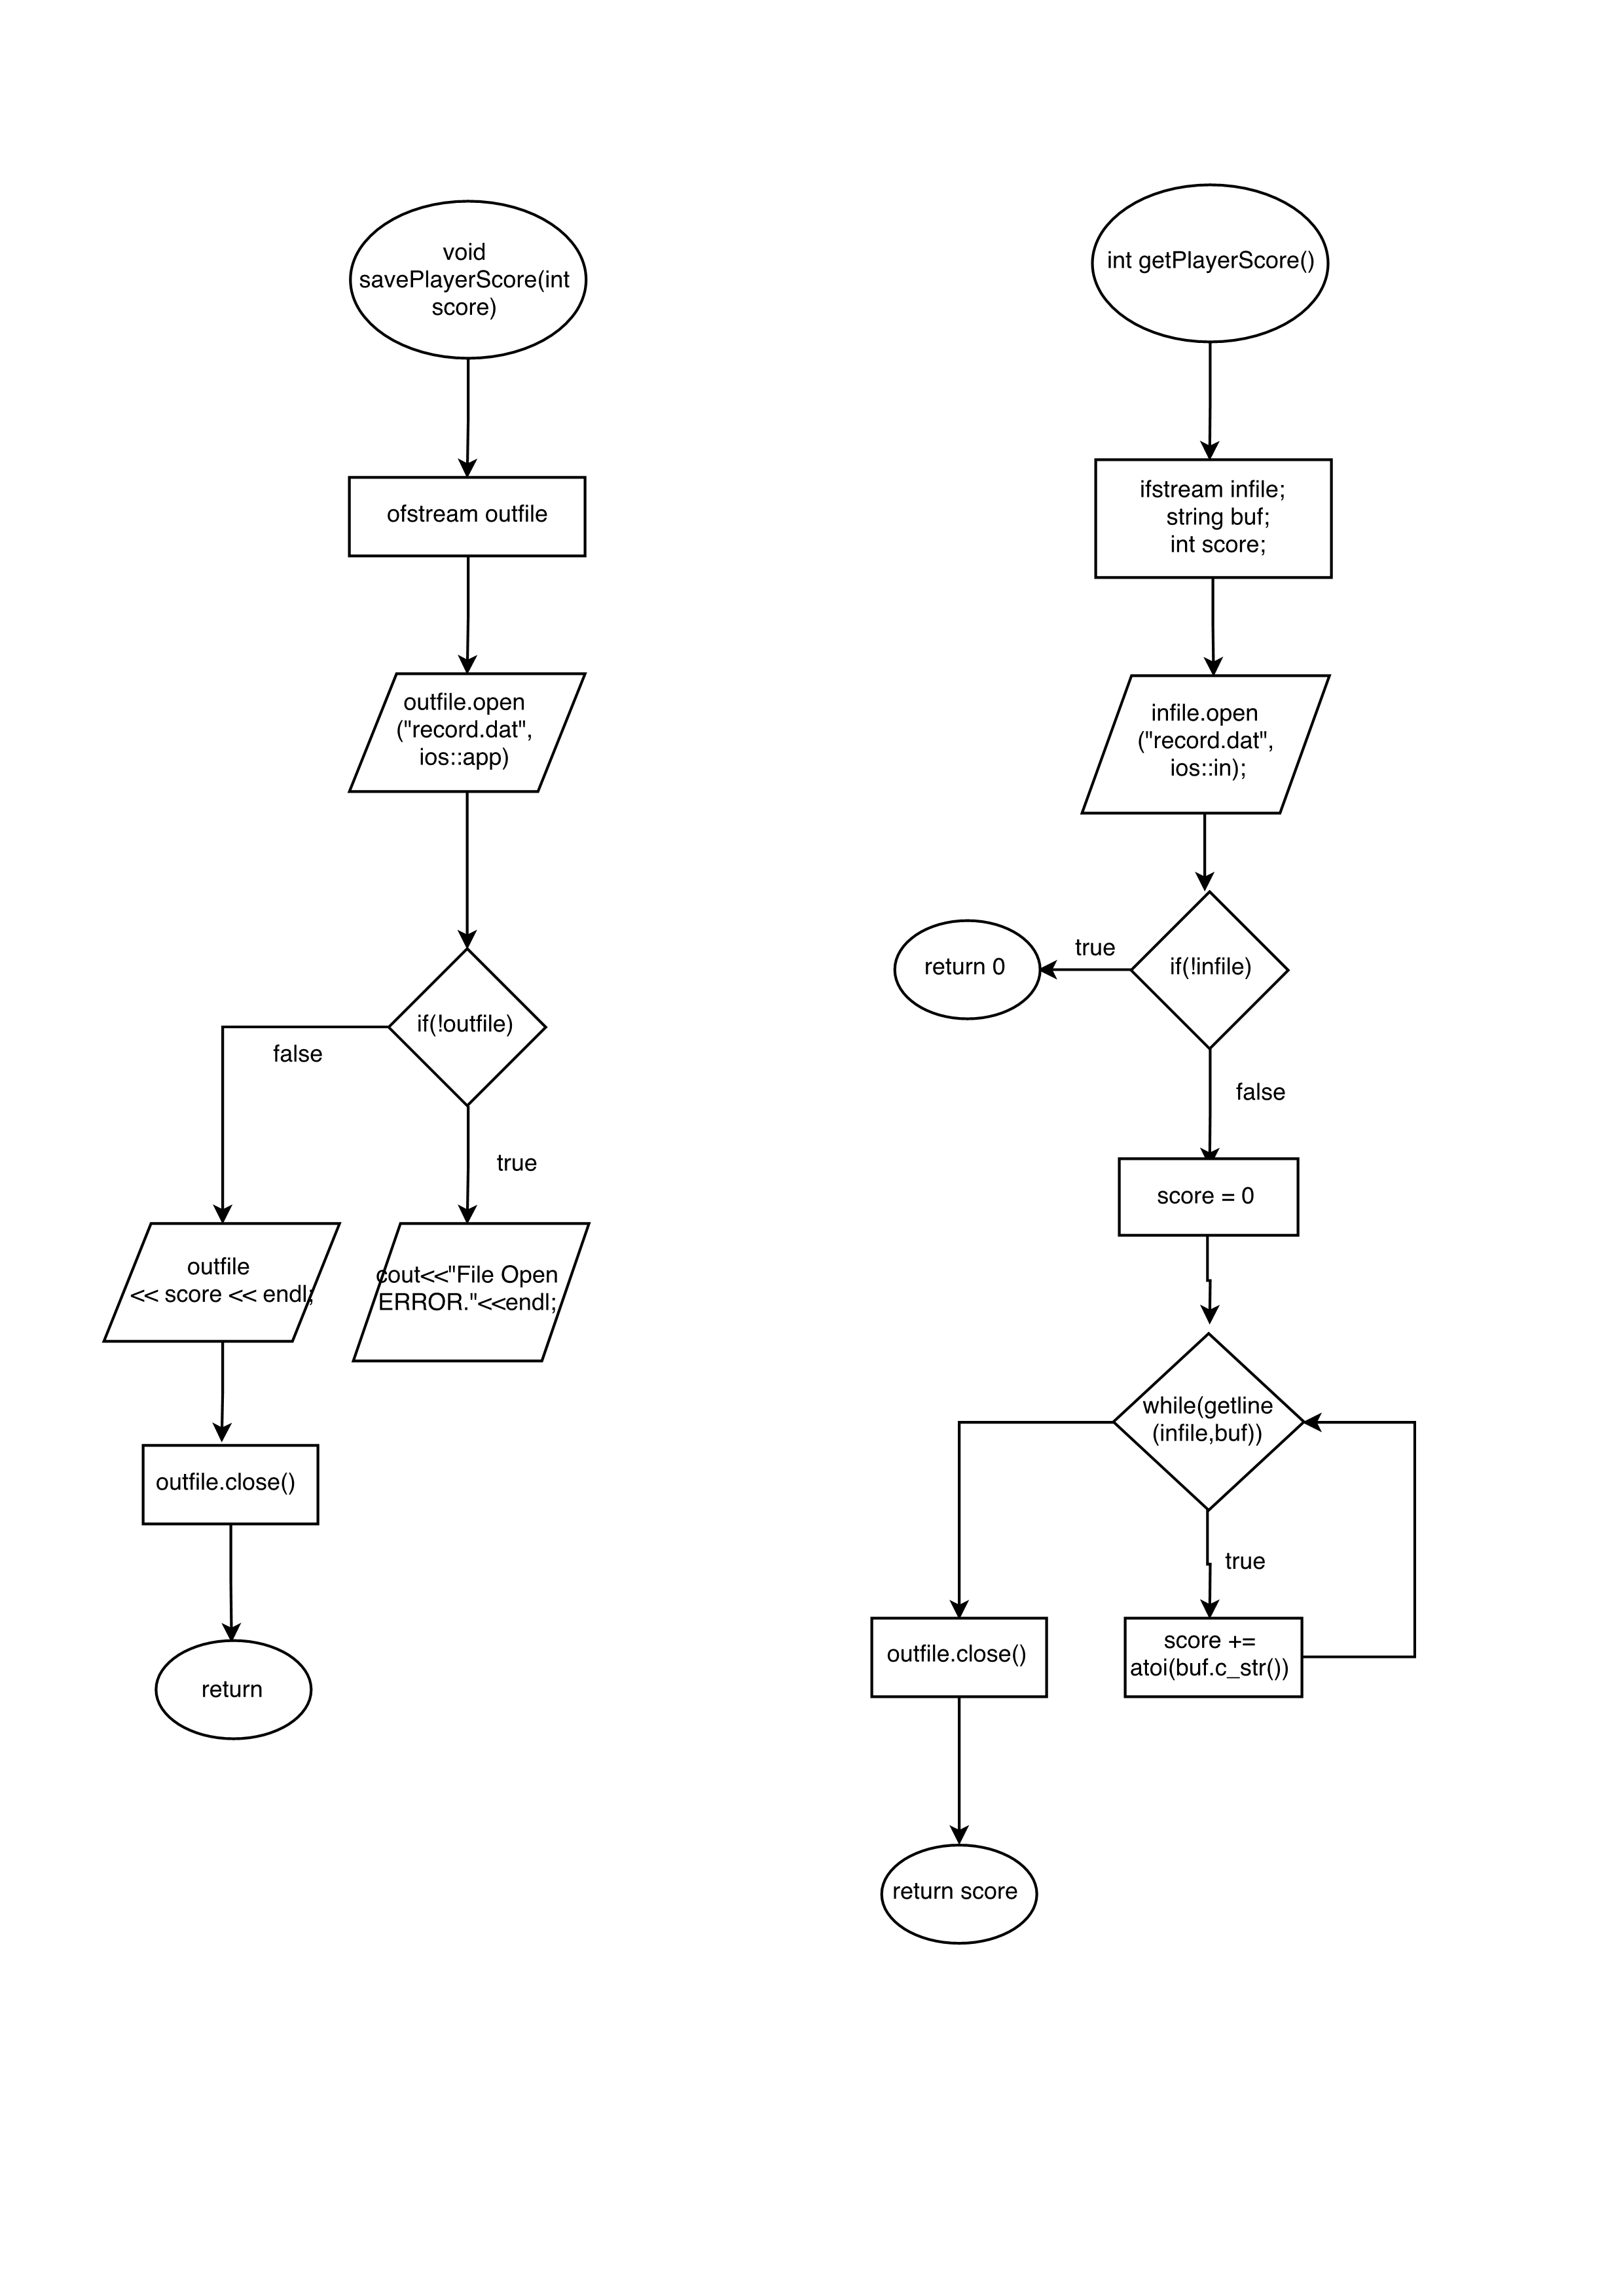 void
savePlayerScore(int
score)
ofstream outfile
outfile.open
("record.dat",
ios::app)
if(!outfile)
false
true
outfile
<< score << endl;
cout<<"File Open
ERROR."<<endl;
outfile.close()
return
int getPlayerScore()
ifstream infile;
string buf;
int score;
infile.open
("record.dat",
ios::in);
if(!infile)
true
return 0
false
score = 0
while(getline
(infile,buf))
true
score +=
atoi(buf.c_str())
outfile.close()
return score